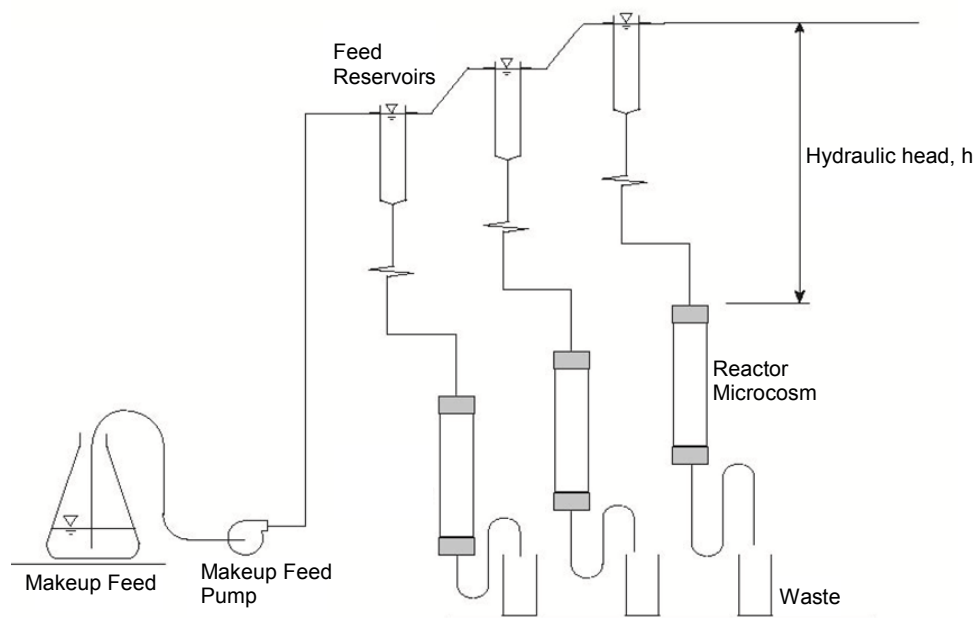 Feed
Reservoirs
Hydraulic head, h
Reactor
Microcosm
Makeup Feed
Makeup Feed
Pump
Waste